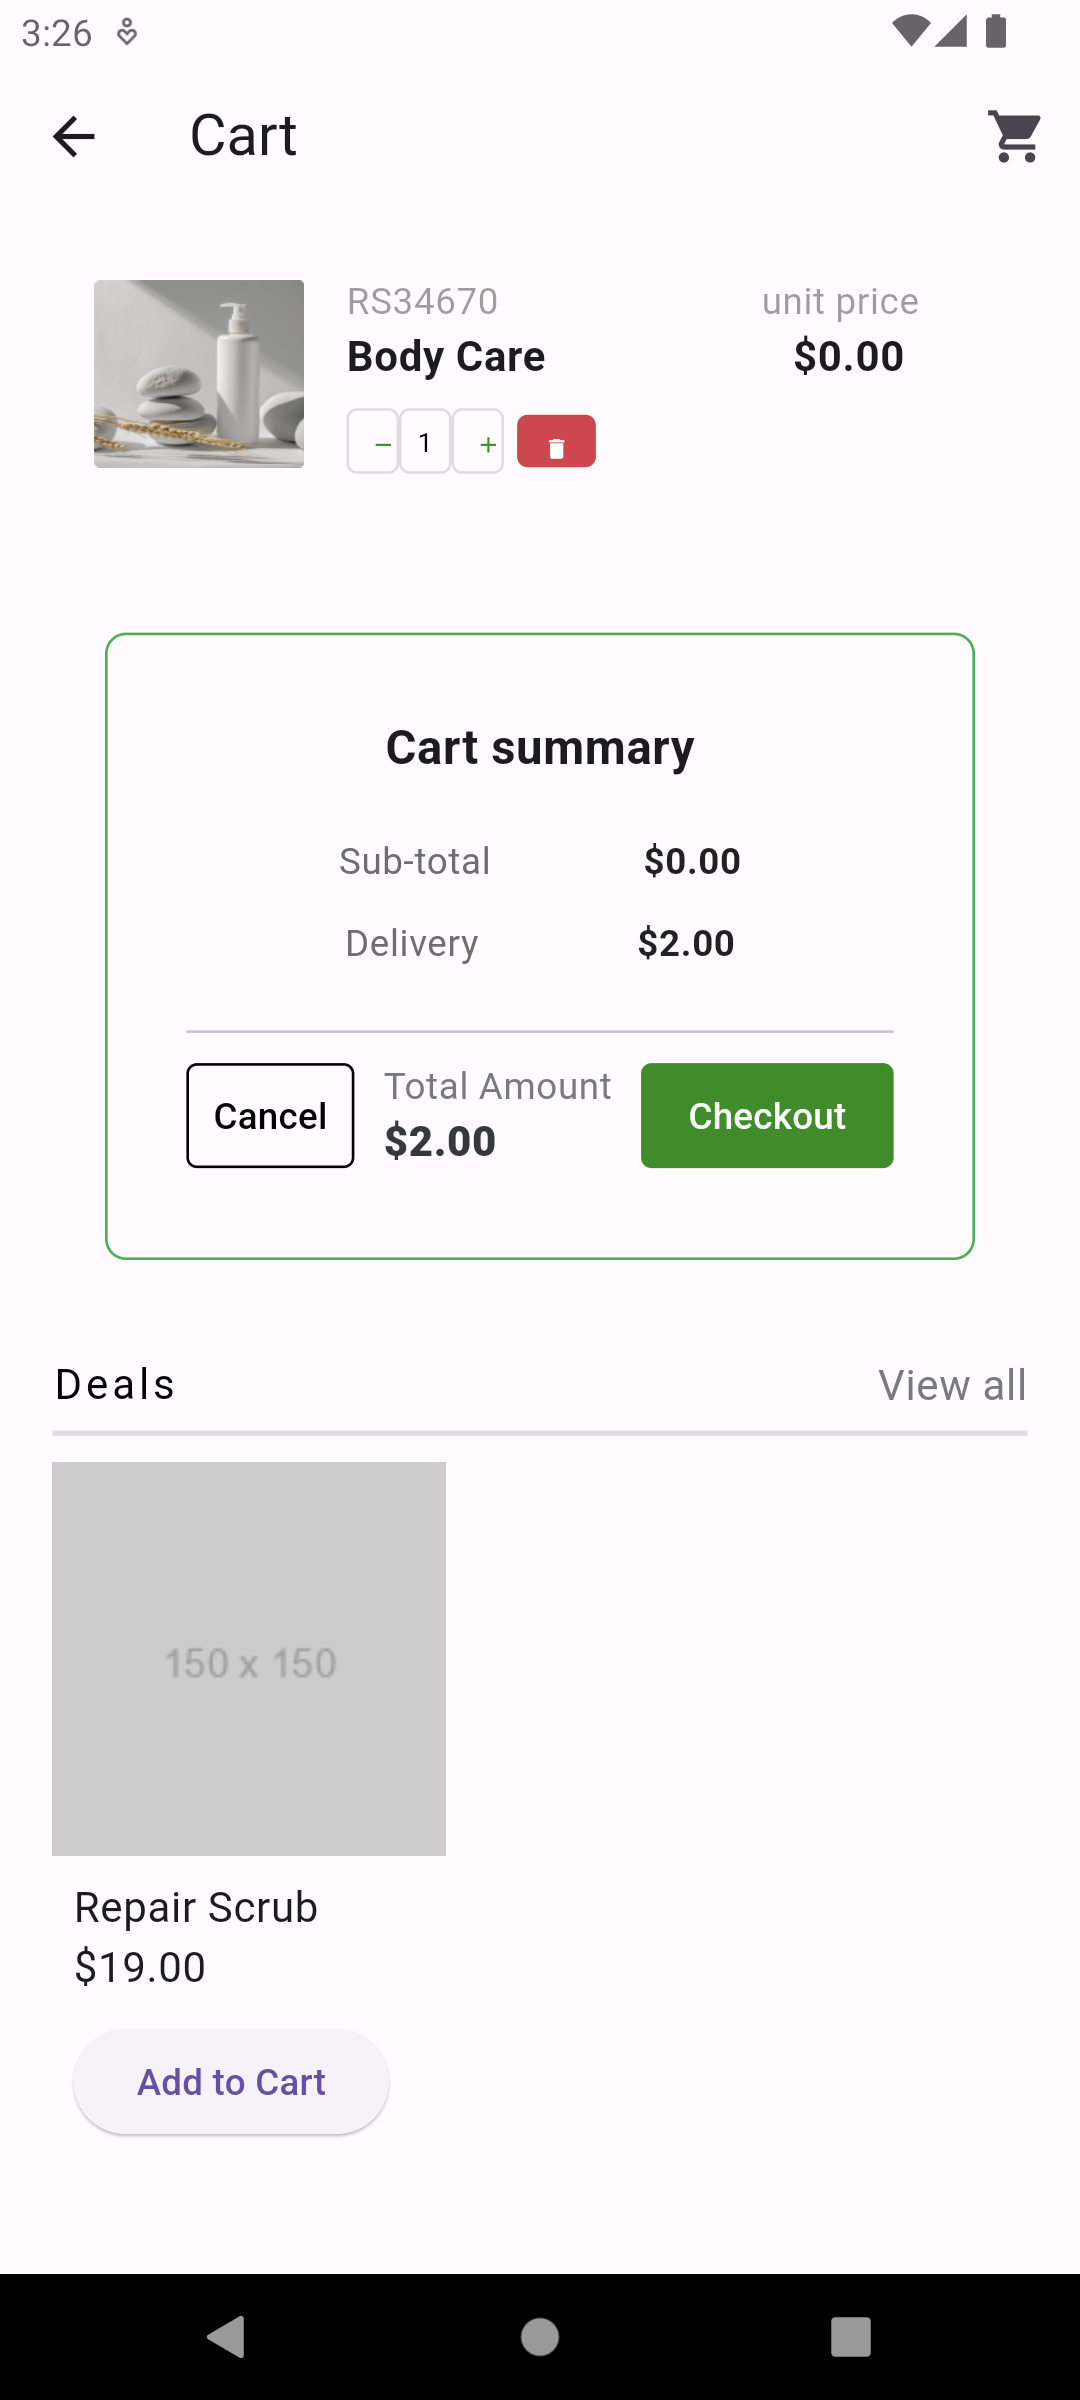 3:26
Cart
RS34670
unit price
Body Care
$0.00
− 1 +
Cart summary
Sub-total $0.00
Delivery $2.00
Cancel
Total Amount
$2.00
Checkout
Deals
View all
150 x 150
Repair Scrub
$19.00
Add to Cart